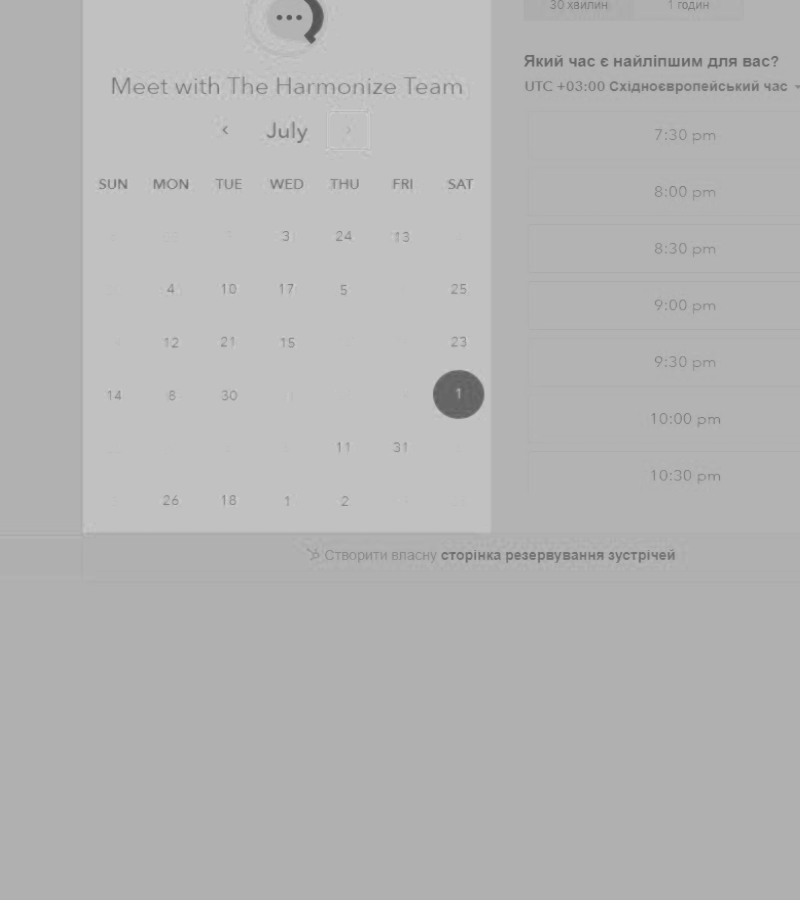 30 хвилин 1 годин
Який час є найліпшим для вас?
UTC +03:00 Східноєвропейський час
Meet with The Harmonize Team
July
SUN MON TUE WED THU FRI SAT
3 24 13
4 10 17 5 25
12 21 15 23
14 8 30 1
11 31
26 18 1 2
7:30 pm
8:00 pm
8:30 pm
9:00 pm
9:30 pm
10:00 pm
10:30 pm
Створити власну сторінка резервування зустрічей